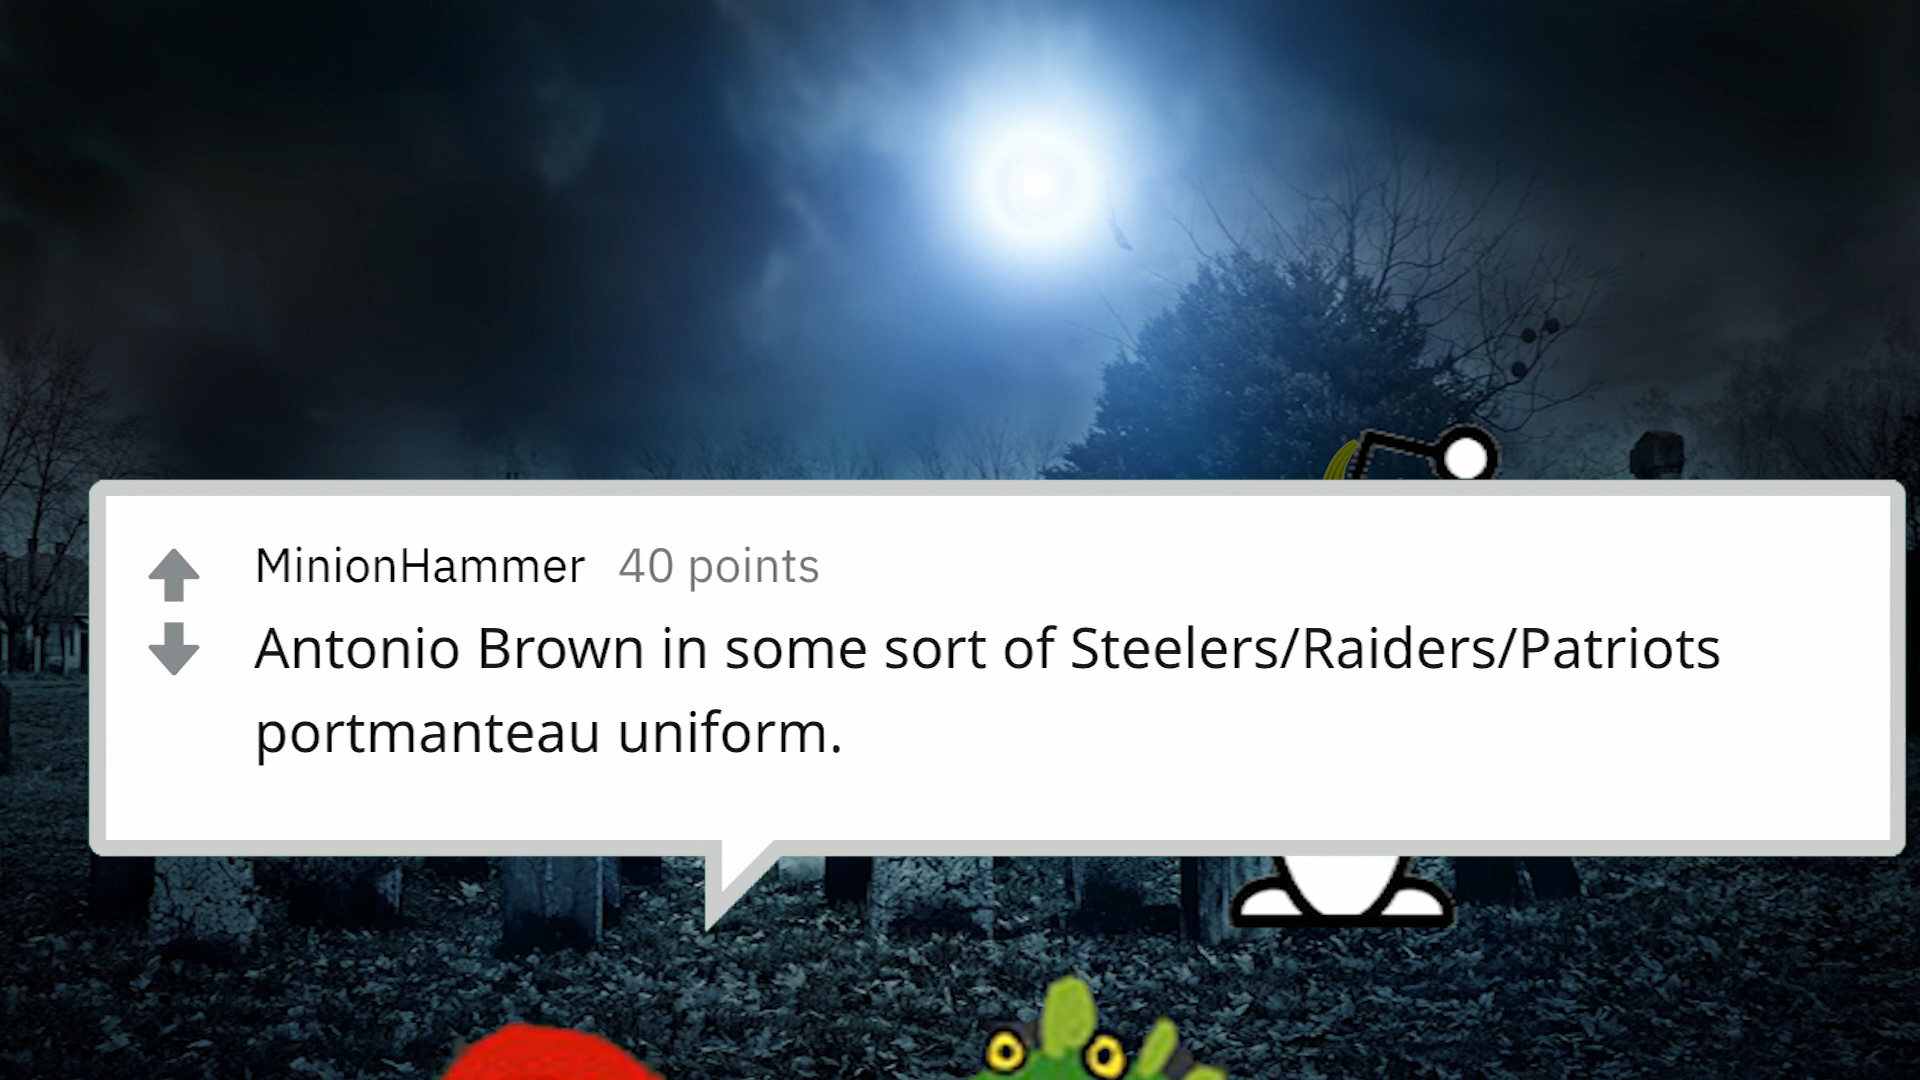 MinionHammer 40 points
Antonio Brown in some sort of Steelers/Raiders/Patriots
portmanteau uniform.